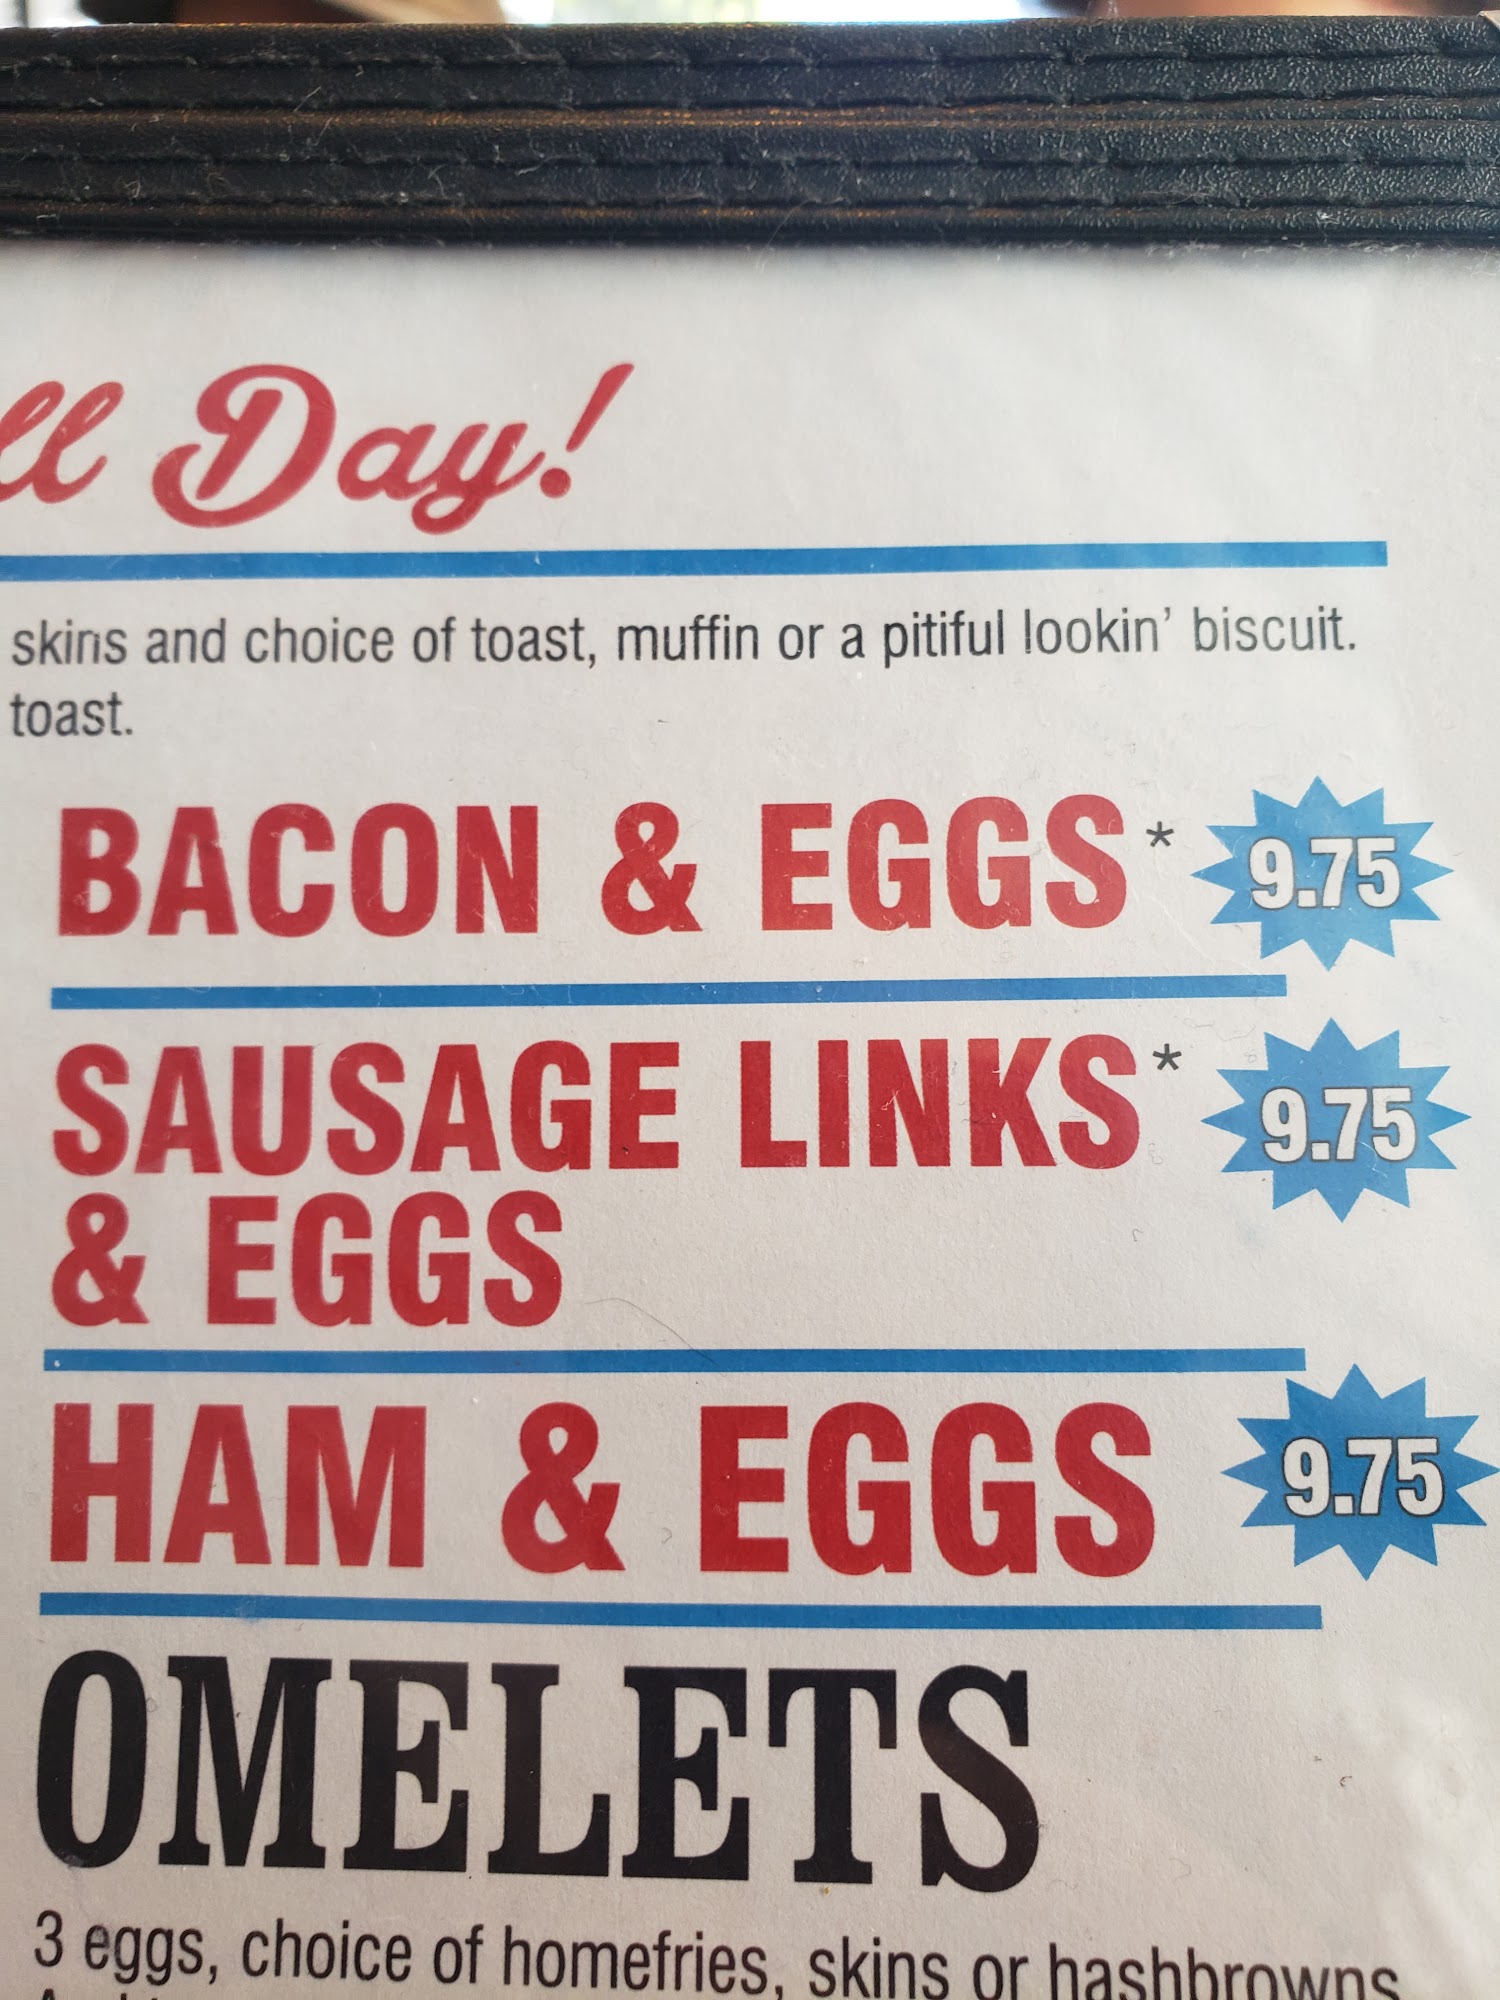 ll Day!
skins and choice of toast, muffin or a pitiful lookin' biscuit.
toast.
BACON & EGGS* 9.75
SAUSAGE LINKS* 9.75
& EGGS
HAM & EGGS 9.75
OMELETS
3 eggs, choice of homefries, skins or hashbrowns